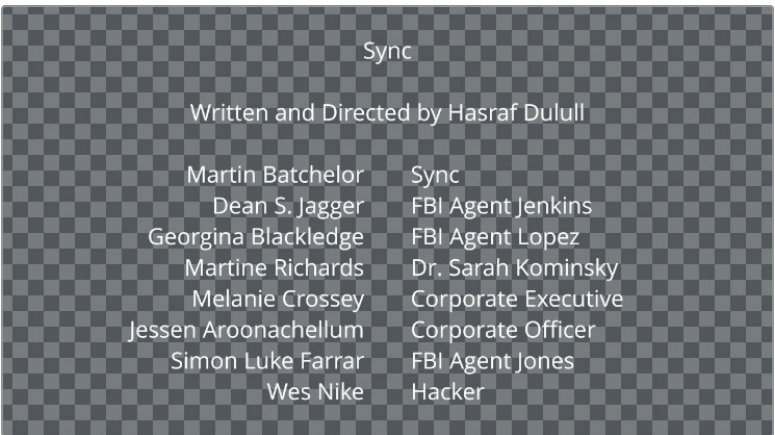 Sync
Written and Directed by Hasraf Dulull
Martin Batchelor Sync
Dean S. Jagger FBI Agent Jenkins
Georgina Blackledge FBI Agent Lopez
Martine Richards Dr. Sarah Kominsky
Melanie Crossey Corporate Executive
Jessen Aroonachellum Corporate Officer
Simon Luke Farrar FBI Agent Jones
Wes Nike Hacker